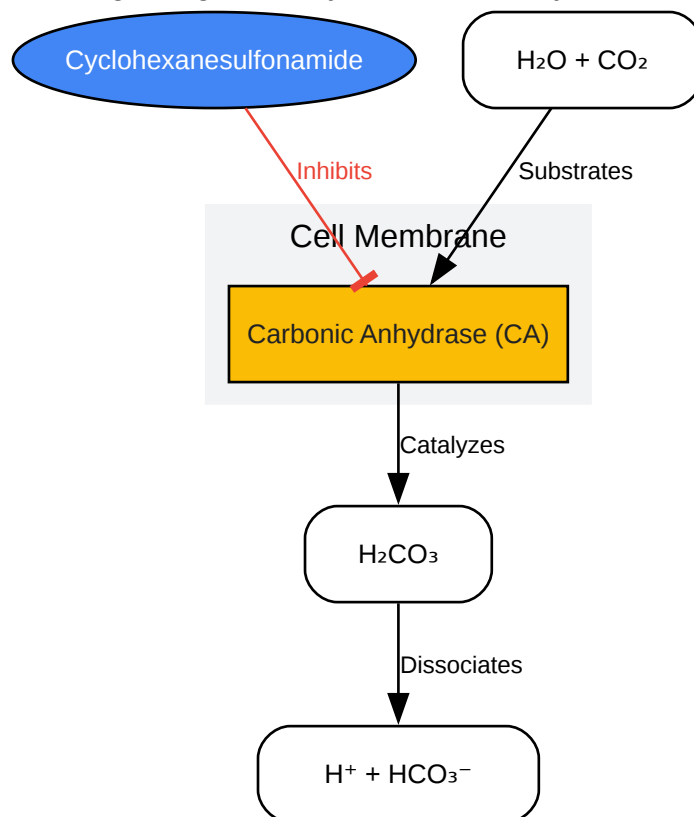 Cyclohexanesulfonamide
H₂O + CO₂
Inhibits
Substrates
Cell Membrane
Carbonic Anhydrase (CA)
Catalyzes
H₂CO₃
Dissociates
H⁺ + HCO₃⁻